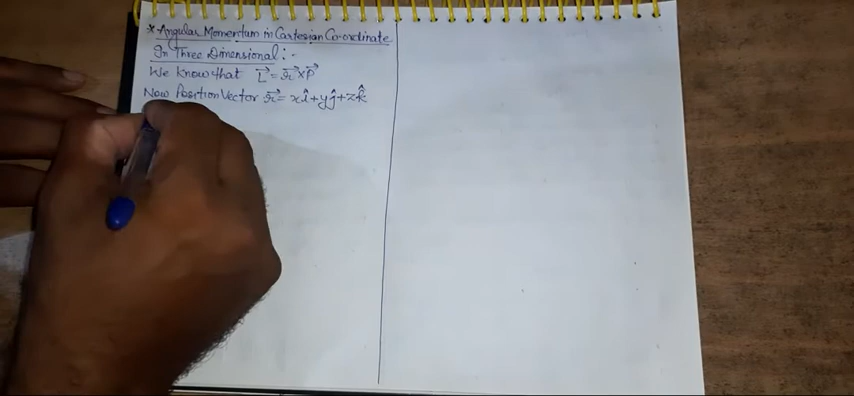 * Angular Momentum in Cartesian Co-ordinate
In Three Dimensional :-
We Know that L⃗ = r⃗ × P⃗
Now Position Vector r⃗ = xî + yĵ + zk̂